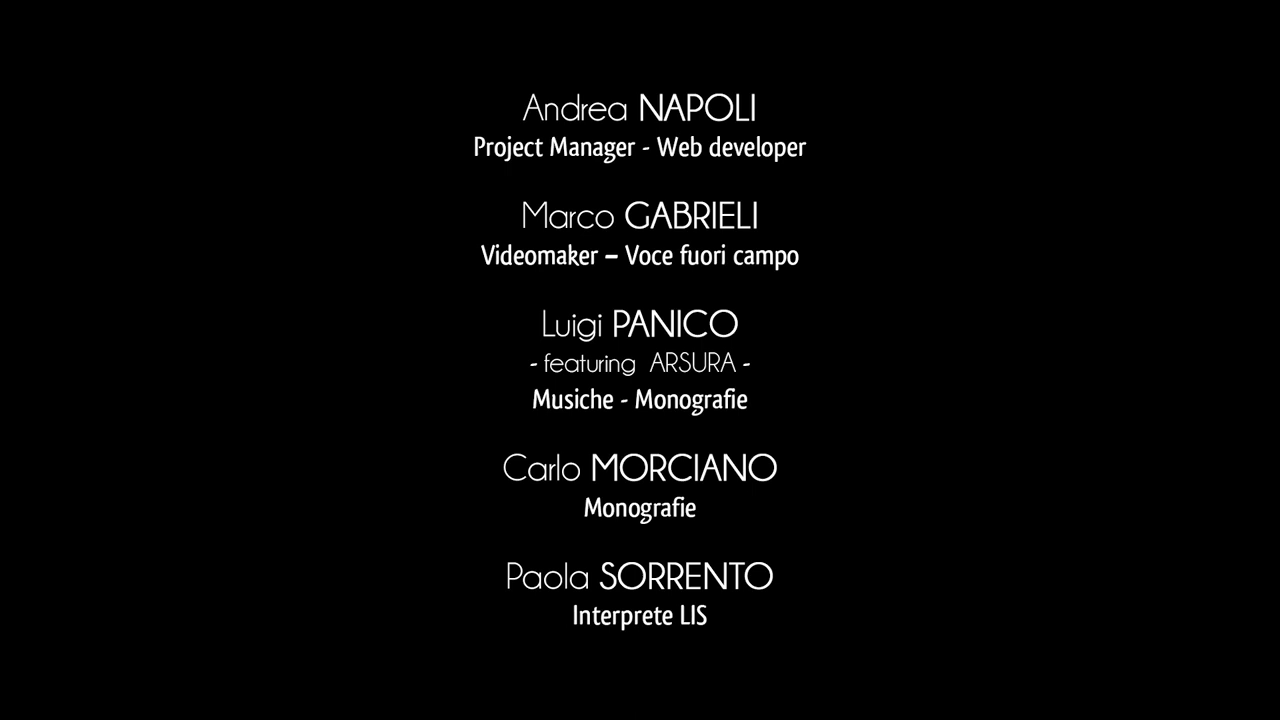 Andrea NAPOLI
Project Manager - Web developer
Marco GABRIELI
Videomaker – Voce fuori campo
Luigi PANICO
- featuring ARSURA -
Musiche - Monografie
Carlo MORCIANO
Monografie
Paola SORRENTO
Interprete LIS